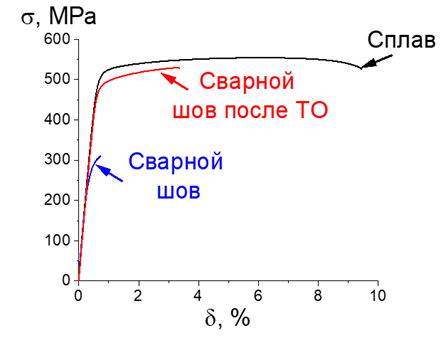 σ, MPa
600
500
400
300
200
100
0
Сплав
Сварной
шов после ТО
Сварной
шов
0 2 4 6 8 10
δ, %